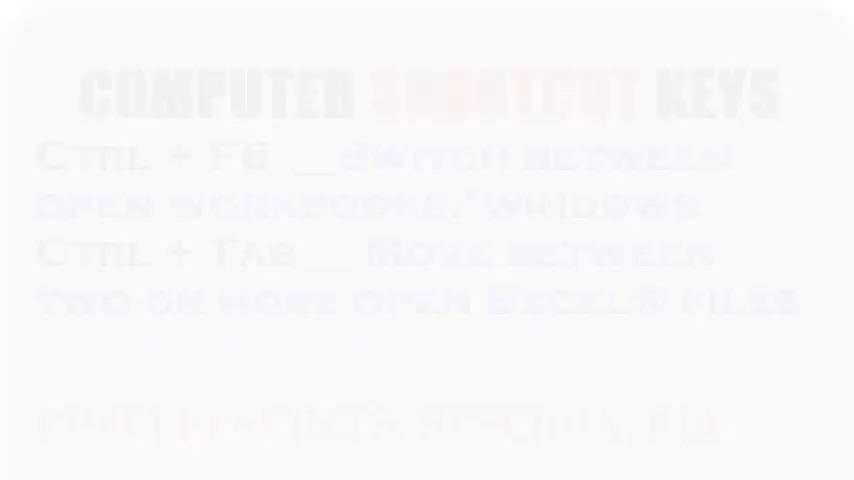 COMPUTER SHORTCUT KEYS
CTRL + F6 __SWITCH BETWEEN
OPEN WORKBOOKS/WINDOWS
CTRL + TAB __ MOVE BETWEEN
TWO OR MORE OPEN EXCEL® FILES